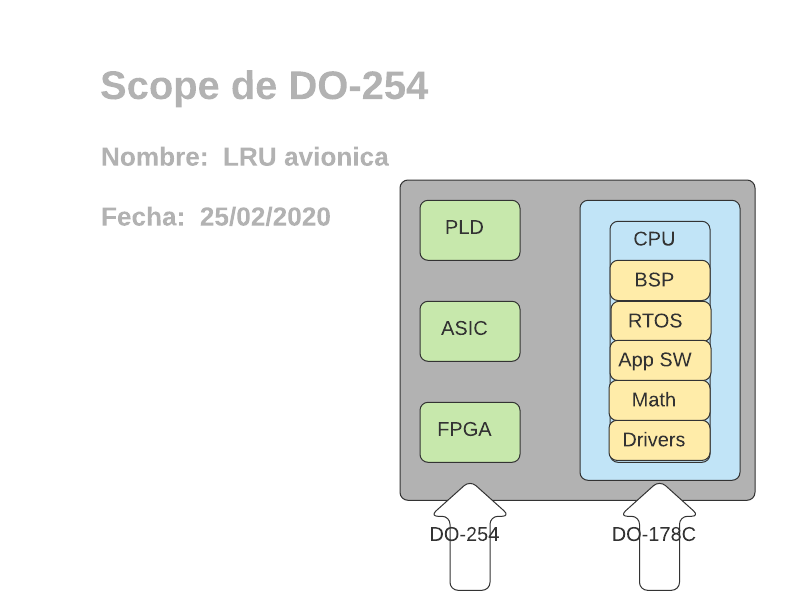 Scope de DO-254
Nombre:  LRU avionica
Fecha:  25/02/2020
PLD
ASIC
FPGA
CPU
BSP
RTOS
App SW
Math
Drivers
DO-254
DO-178C